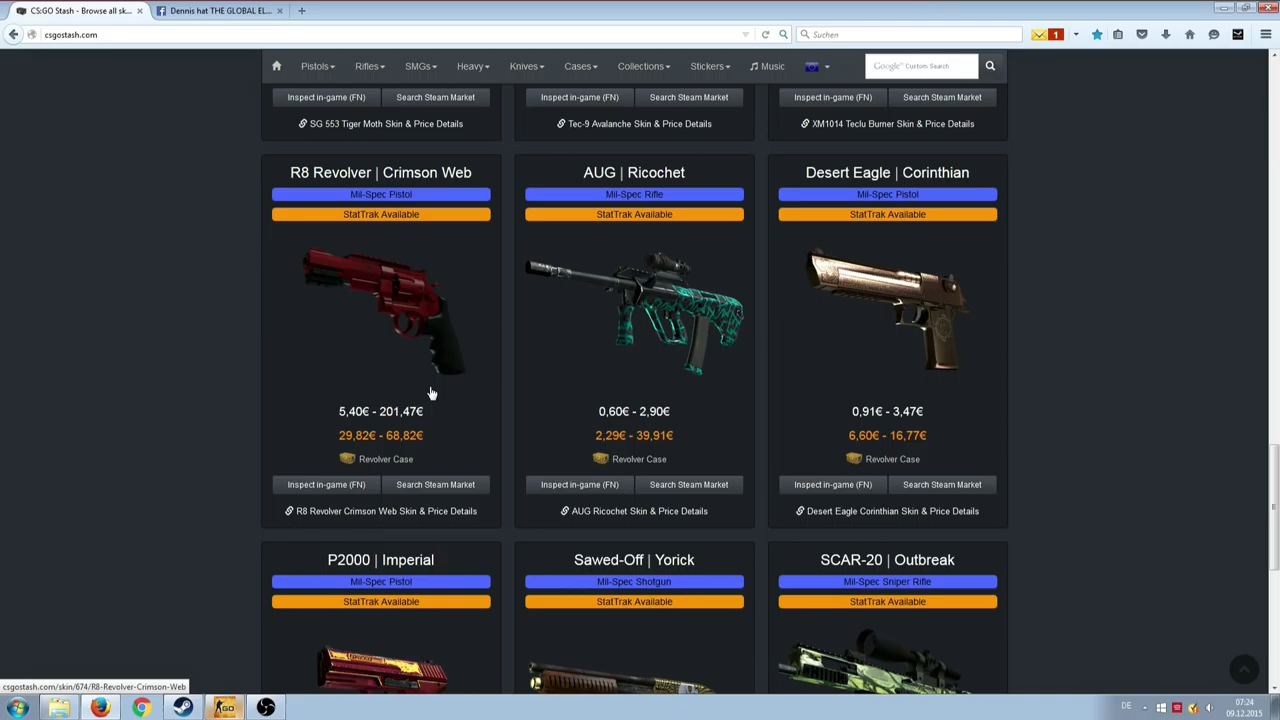 CS:GO Stash - Browse all sk...
Dennis hat THE GLOBAL EL...
csgostash.com
Suchen
1
Pistols
Rifles
SMGs
Heavy
Knives
Cases
Collections
Stickers
Music
Google Custom Search
Inspect in-game (FN)
Search Steam Market
Inspect in-game (FN)
Search Steam Market
Inspect in-game (FN)
Search Steam Market
SG 553 Tiger Moth Skin & Price Details
Tec-9 Avalanche Skin & Price Details
XM1014 Teclu Burner Skin & Price Details
R8 Revolver | Crimson Web
Mil-Spec Pistol
StatTrak Available
5,40€ - 201,47€
29,82€ - 68,82€
Revolver Case
Inspect in-game (FN)
Search Steam Market
R8 Revolver Crimson Web Skin & Price Details
AUG | Ricochet
Mil-Spec Rifle
StatTrak Available
0,60€ - 2,90€
2,29€ - 39,91€
Revolver Case
Inspect in-game (FN)
Search Steam Market
AUG Ricochet Skin & Price Details
Desert Eagle | Corinthian
Mil-Spec Pistol
StatTrak Available
0,91€ - 3,47€
6,60€ - 16,77€
Revolver Case
Inspect in-game (FN)
Search Steam Market
Desert Eagle Corinthian Skin & Price Details
P2000 | Imperial
Mil-Spec Pistol
StatTrak Available
Sawed-Off | Yorick
Mil-Spec Shotgun
StatTrak Available
SCAR-20 | Outbreak
Mil-Spec Sniper Rifle
StatTrak Available
csgostash.com/skin/674/R8-Revolver-Crimson-Web
GO
DE
07:24
09.12.2015